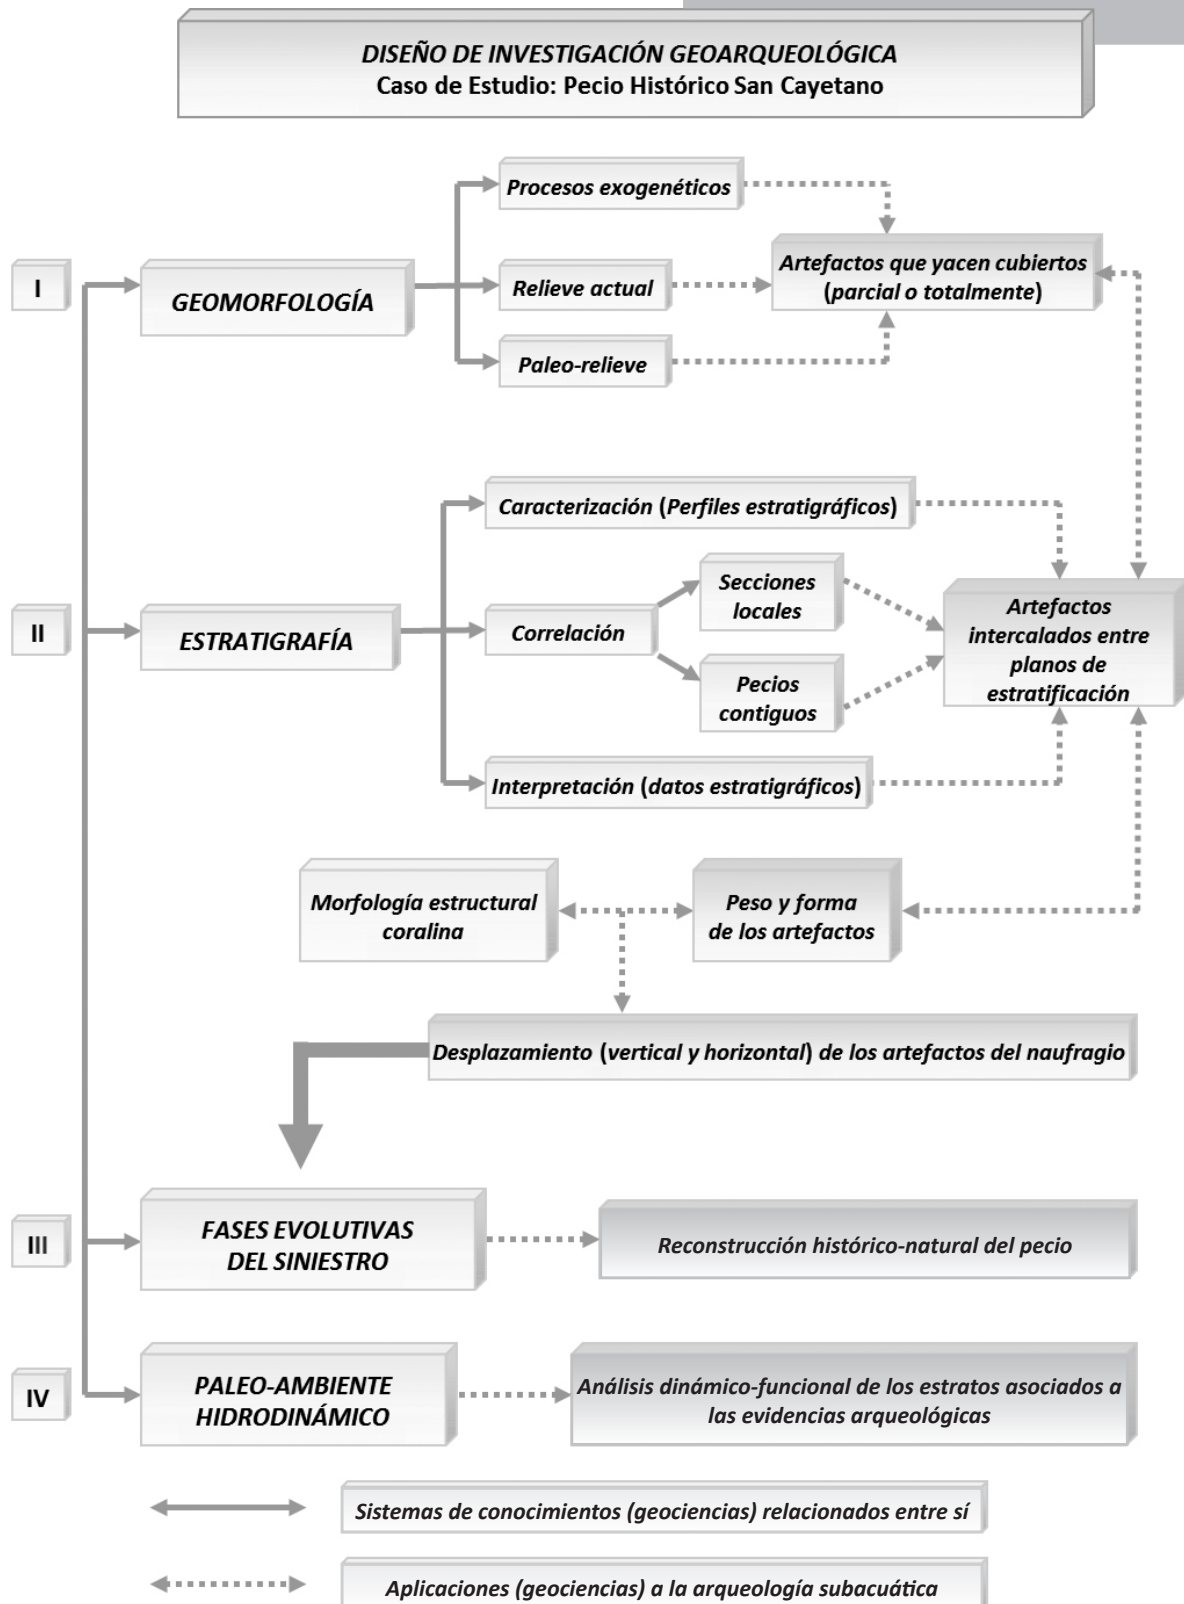 DISEÑO DE INVESTIGACIÓN GEOARQUEOLÓGICA
Caso de Estudio: Pecio Histórico San Cayetano
Procesos exogenéticos
Artefactos que yacen cubiertos
(parcial o totalmente)
I
GEOMORFOLOGÍA
Relieve actual
Paleo-relieve
Caracterización (Perfiles estratigráficos)
Secciones
locales
II
ESTRATIGRAFÍA
Correlación
Artefactos
intercalados entre
planos de
estratificación
Pecios
contiguos
Interpretación (datos estratigráficos)
Morfología estructural
coralina
Peso y forma
de los artefactos
Desplazamiento (vertical y horizontal) de los artefactos del naufragio
III
FASES EVOLUTIVAS
DEL SINIESTRO
Reconstrucción histórico-natural del pecio
IV
PALEO-AMBIENTE
HIDRODINÁMICO
Análisis dinámico-funcional de los estratos asociados a
las evidencias arqueológicas
Sistemas de conocimientos (geociencias) relacionados entre sí
Aplicaciones (geociencias) a la arqueología subacuática